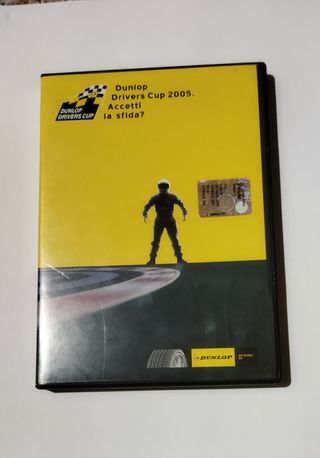 Dunlop
Drivers Cup 2005.
Accetti
la sfida?
DUNLOP
DRIVERS CUP
DUNLOP